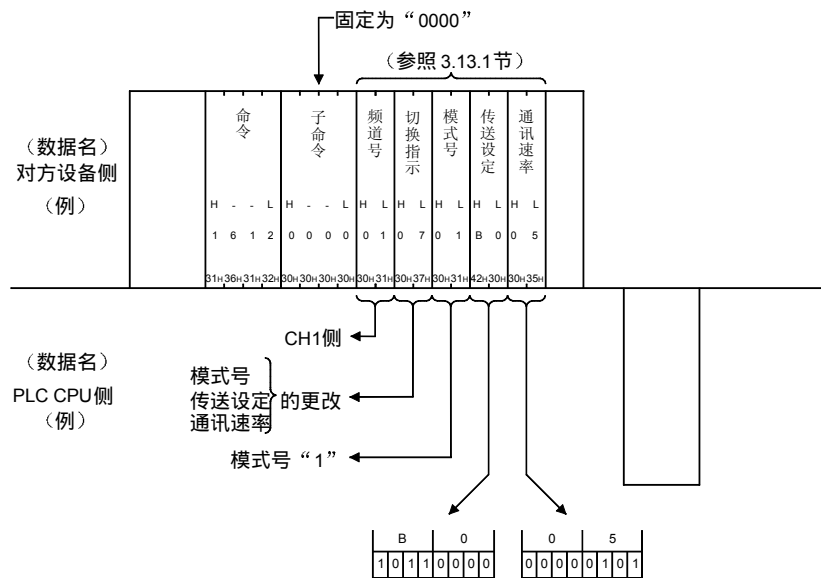 固定为“0000”
（参照 3.13.1节）
命令 子命令 频道号 切换指示 模式号 传送设定 通讯速率
（数据名）
对方设备侧
（例）
H - - L H - - L H L H L H L H L H L
1 6 1 2 0 0 0 0 0 1 0 7 0 1 B 0 0 5
31H 36H 31H 32H 30H 30H 30H 30H 30H 31H 30H 37H 30H 31H 42H 30H 30H 35H
CH1侧
（数据名）
PLC CPU侧
（例）
模式号
传送设定 的更改
通讯速率
模式号“1”
B 0 0 5
1 0 1 1 0 0 0 0 0 0 0 0 0 1 0 1